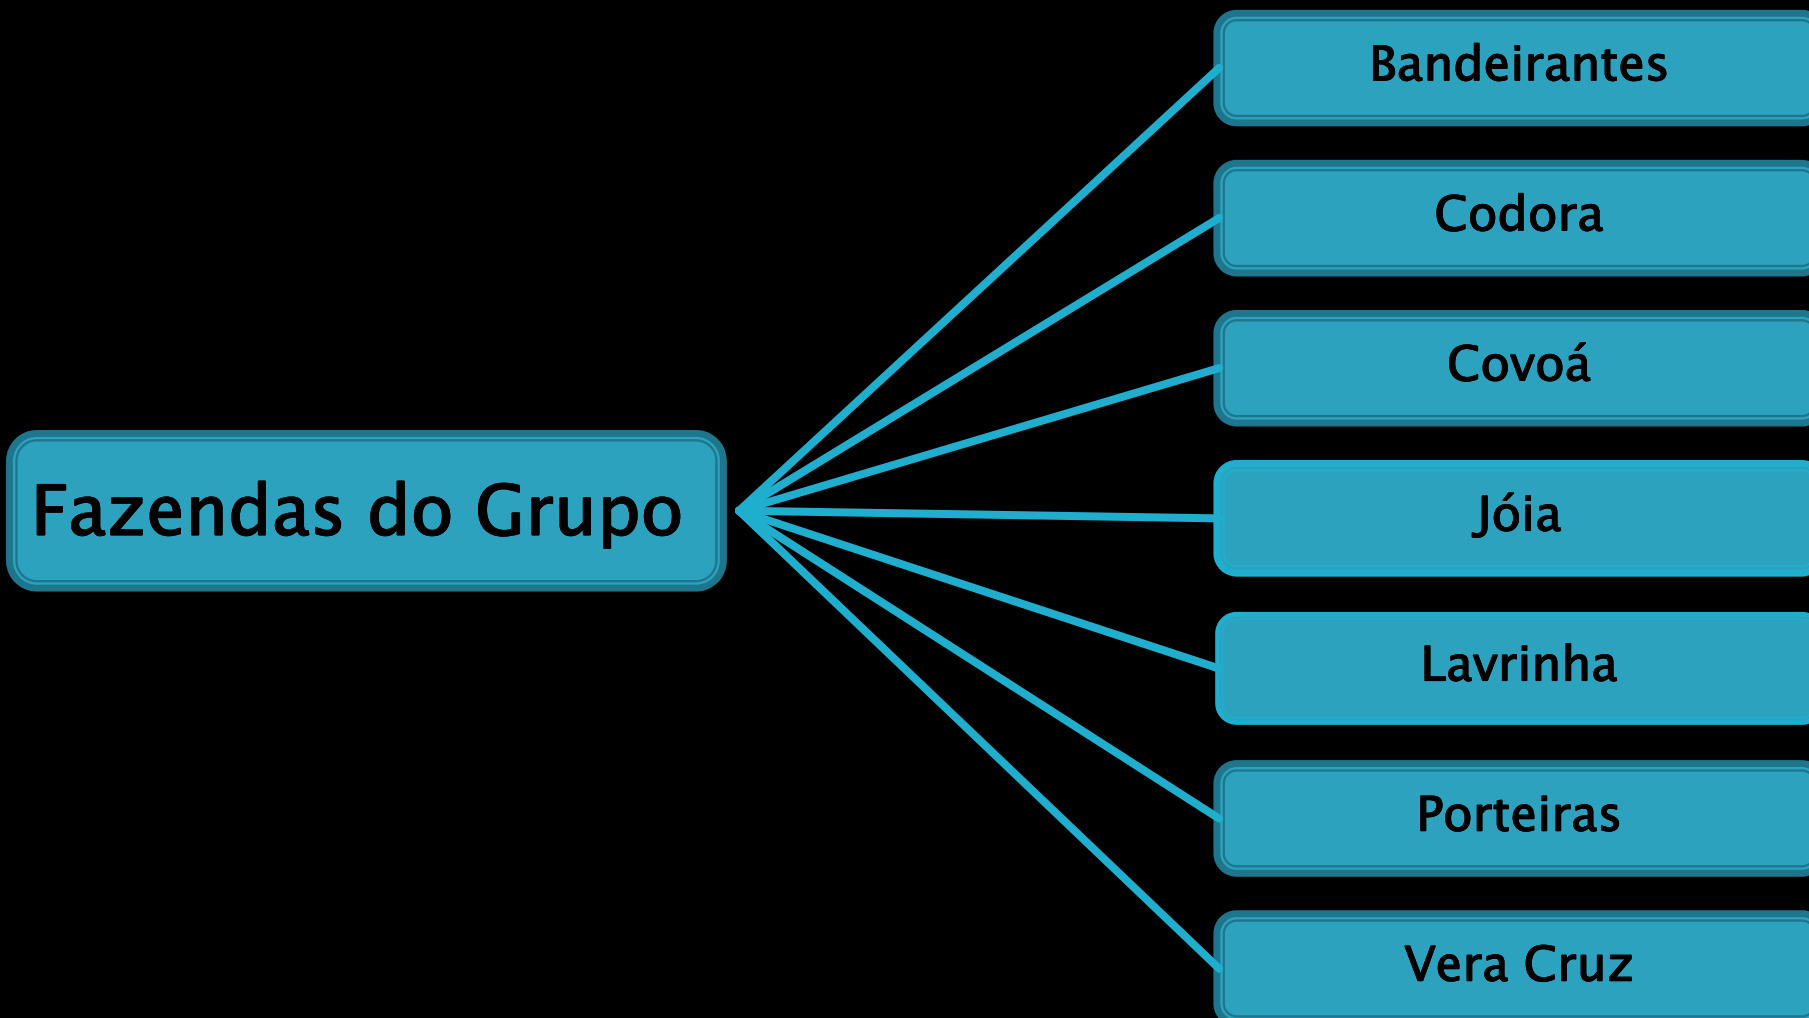 Fazendas do Grupo
Bandeirantes
Codora
Covoá
Jóia
Lavrinha
Porteiras
Vera Cruz